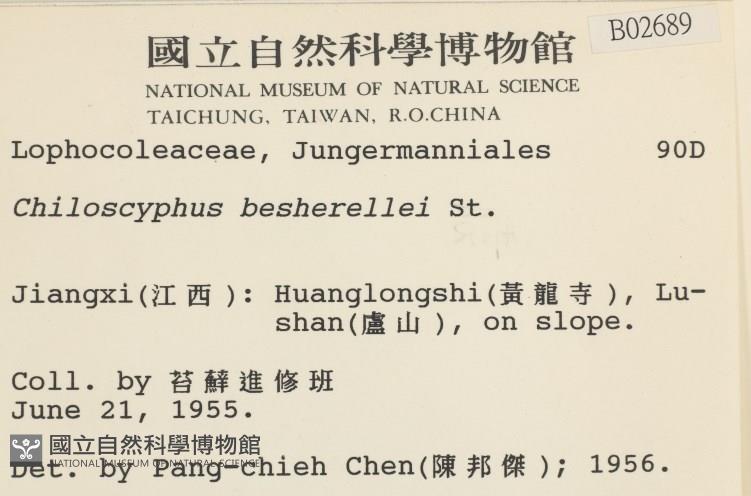 B02689
國立自然科學博物館
NATIONAL MUSEUM OF NATURAL SCIENCE
TAICHUNG, TAIWAN, R.O.CHINA
Lophocoleaceae, Jungermanniales 90D
Chiloscyphus besherellei St.
Jiangxi(江西): Huanglongshi(黃龍寺), Lu-
shan(盧山), on slope.
Coll. by 苔蘚進修班
June 21, 1955.
國立自然科學博物館
NATIONAL MUSEUM OF NATURAL SCIENCE
Det. by Pang-chieh Chen(陳邦傑); 1956.